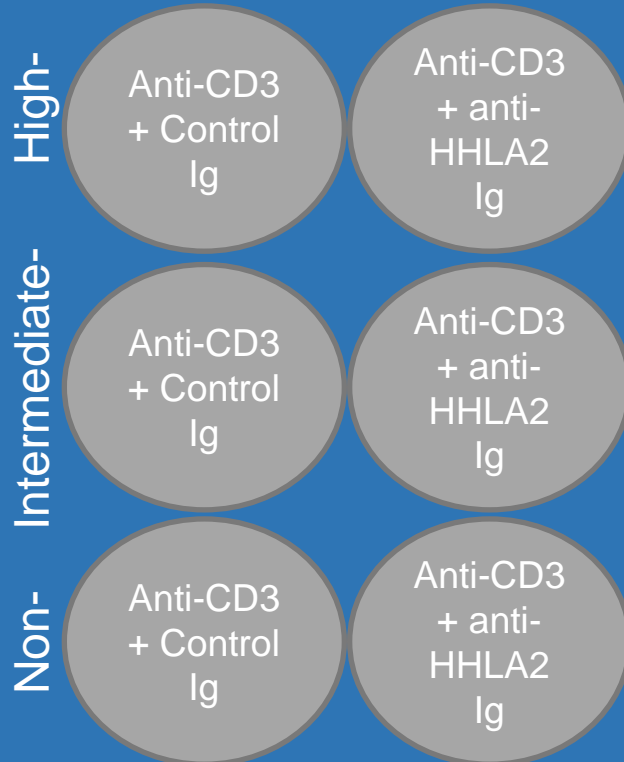 High-
Anti-CD3
+ Control
Ig
Anti-CD3
+ anti-
HHLA2
Ig
Intermediate-
Anti-CD3
+ Control
Ig
Anti-CD3
+ anti-
HHLA2
Ig
Non-
Anti-CD3
+ Control
Ig
Anti-CD3
+ anti-
HHLA2
Ig